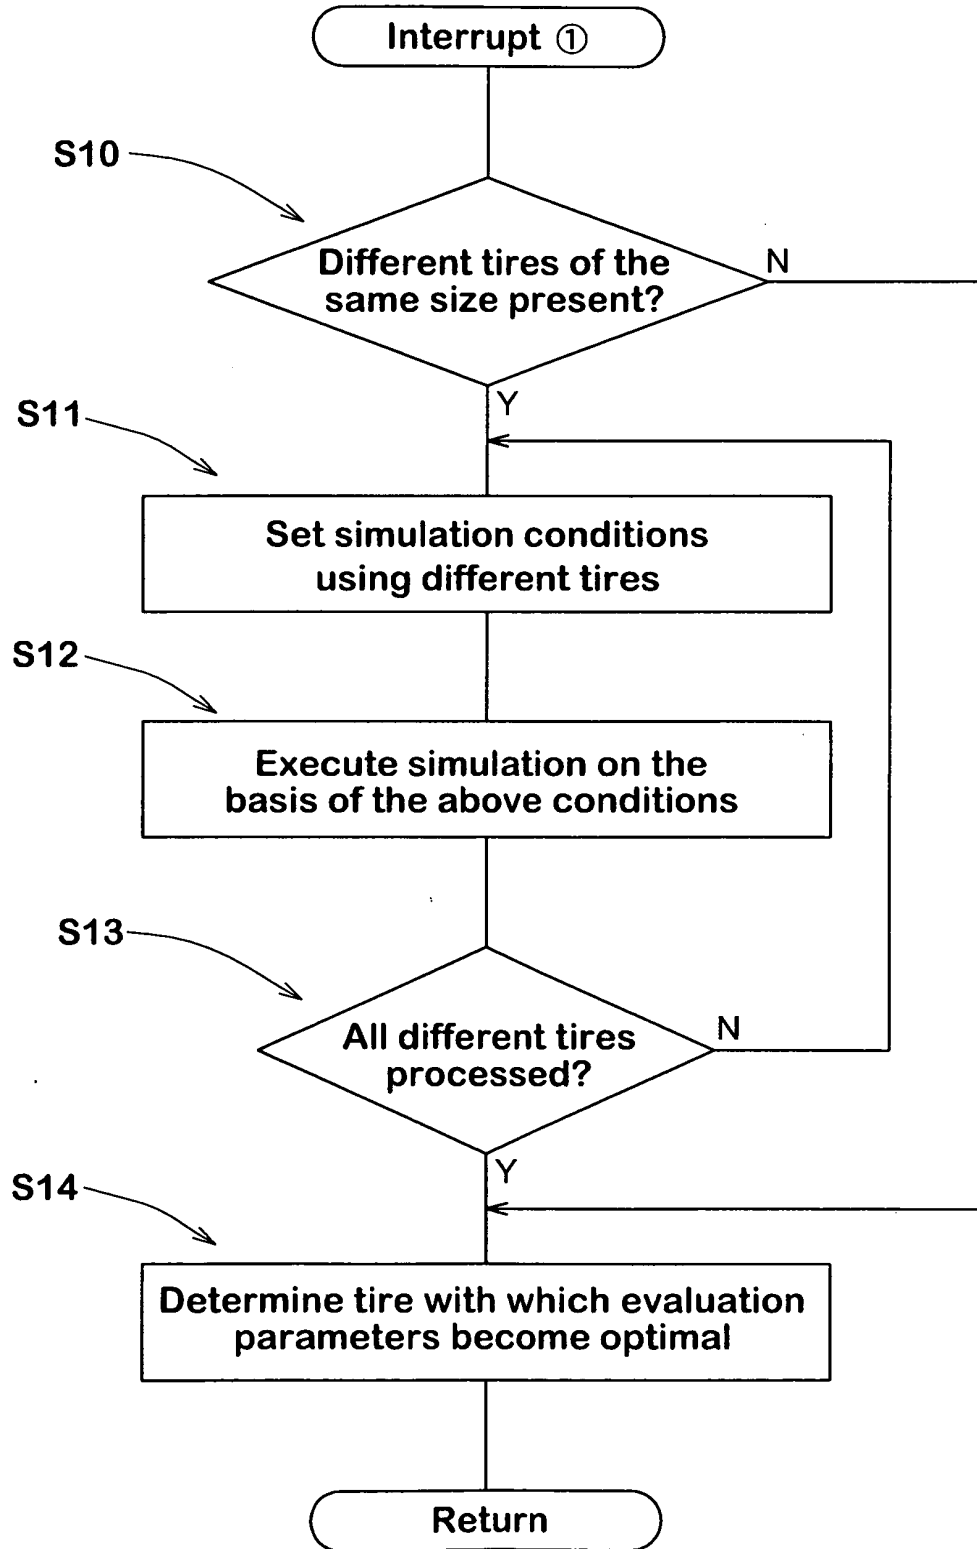 Interrupt ①
S10
Different tires of the
same size present?
N
Y
S11
Set simulation conditions
using different tires
S12
Execute simulation on the
basis of the above conditions
S13
All different tires
processed?
N
Y
S14
Determine tire with which evaluation
parameters become optimal
Return